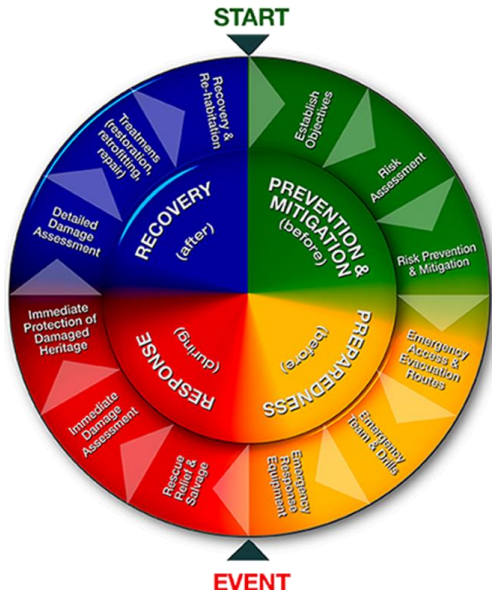 START
Establish
Objectives
Risk
Assessment
Risk Prevention
& Mitigation
PREVENTION &
MITIGATION
(before)
Emergency
Access &
Evacuation
Routes
Emergency
Team & Drills
Emergency
Response
Equipment
PREPAREDNESS
(before)
EVENT
Rescue
Relief &
Salvage
Immediate
Damage
Assessment
Immediate
Protection of
Damaged
Heritage
RESPONSE
(during)
Detailed
Damage
Assessment
Treatmens
(restoration,
retrofitting,
repair)
Recovery &
Re-habitation
RECOVERY
(after)